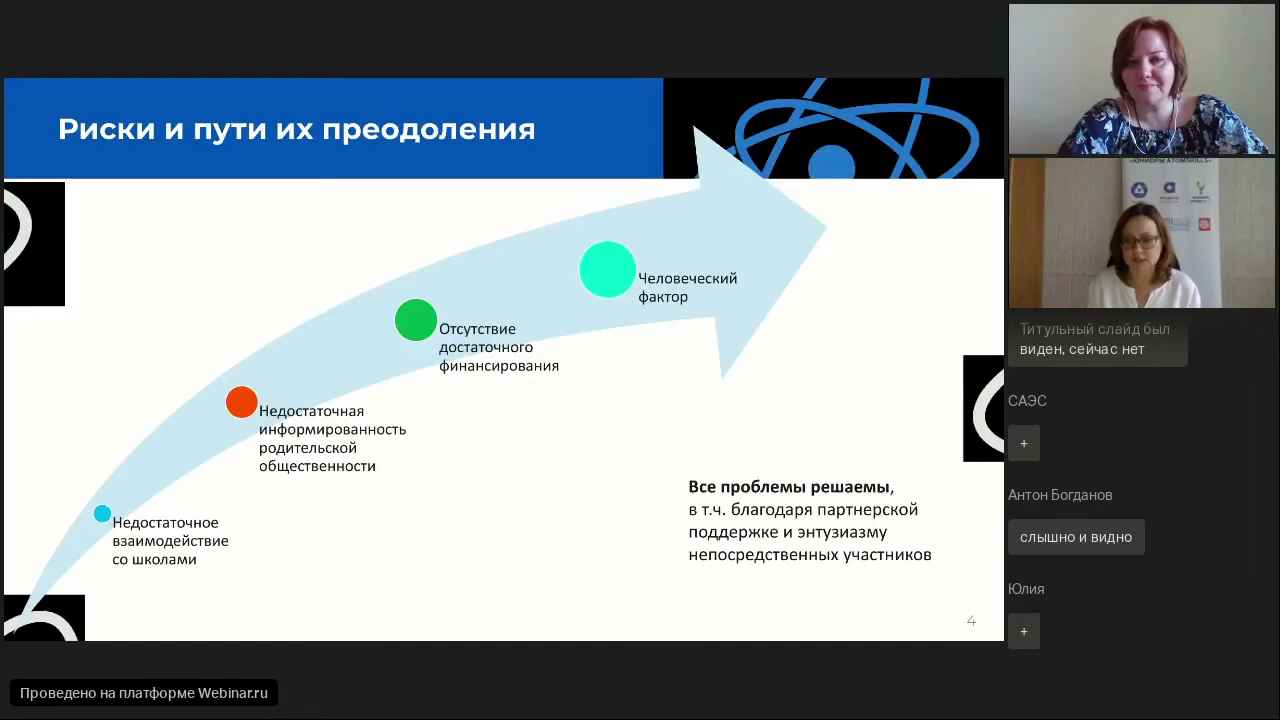 Риски и пути их преодоления
Человеческий
фактор
Отсутствие
достаточного
финансирования
Недостаточная
информированность
родительской
общественности
Недостаточное
взаимодействие
со школами
Все проблемы решаемы,
в т.ч. благодаря партнерской
поддержке и энтузиазму
непосредственных участников
4
Проведено на платформе Webinar.ru
ЮНИОРЫ ATOMSKILLS
Титульный слайд был
виден, сейчас нет
САЭС
+
Антон Богданов
слышно и видно
Юлия
+